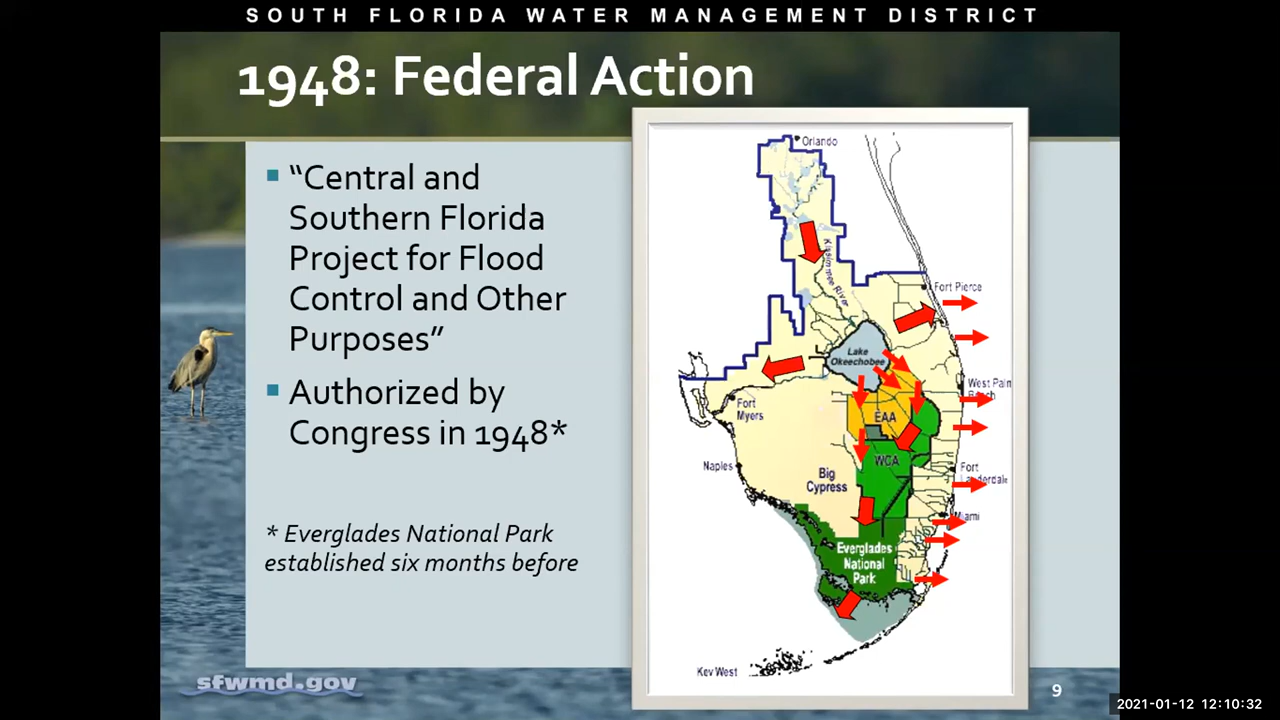 SOUTH FLORIDA WATER MANAGEMENT DISTRICT
1948: Federal Action
▪ “Central and
Southern Florida
Project for Flood
Control and Other
Purposes”
▪ Authorized by
Congress in 1948*
* Everglades National Park
established six months before
Orlando
Kissimmee River
Fort Pierce
Lake
Okeechobee
West Palm
Beach
Fort
Myers
EAA
WCA
Naples
Big
Cypress
Fort
Lauderdale
Miami
Everglades
National
Park
Key West
sfwmd.gov
9
2021-01-12 12:10:32